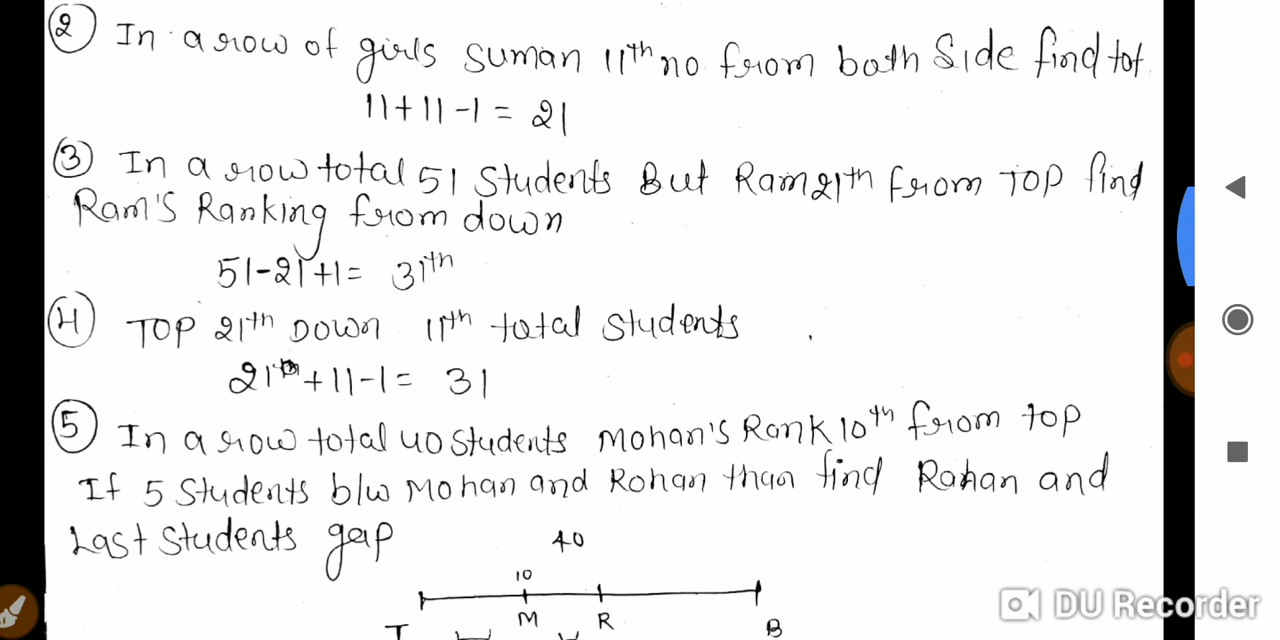 ② In a row of girls suman 11th no from both Side find tot
11+11-1 = 21
③ In a row total 51 Students But Ram 21th from TOP find
Ram's Ranking from down
51-21+1= 31th
④ TOP 21th Down 11th total Students
21th+11-1= 31
⑤ In a row total 40 Students Mohan's Rank 10th from top
If 5 Students b/w Mohan and Rohan than find Rohan and
Last Students gap
40
10
M R
T B
DU Recorder